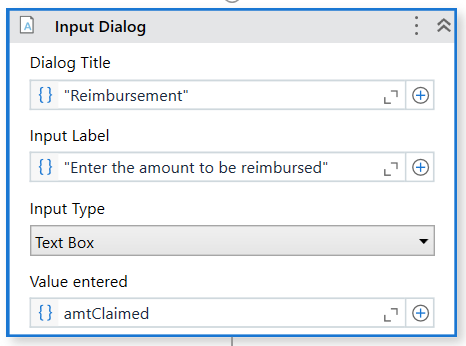 Input Dialog
Dialog Title
{} "Reimbursement"
Input Label
{} "Enter the amount to be reimbursed"
Input Type
Text Box
Value entered
{} amtClaimed